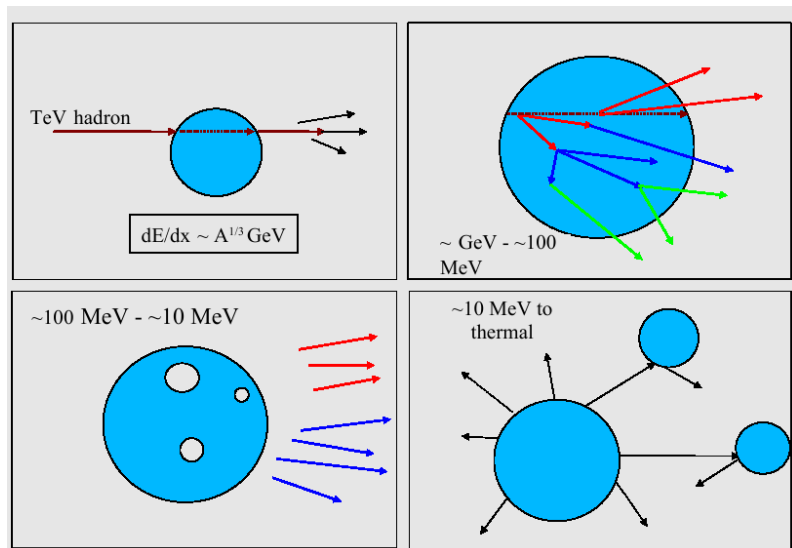 TeV hadron
dE/dx ~ A^1/3 GeV
~ GeV - ~100
MeV
~100 MeV - ~10 MeV
~10 MeV to
thermal